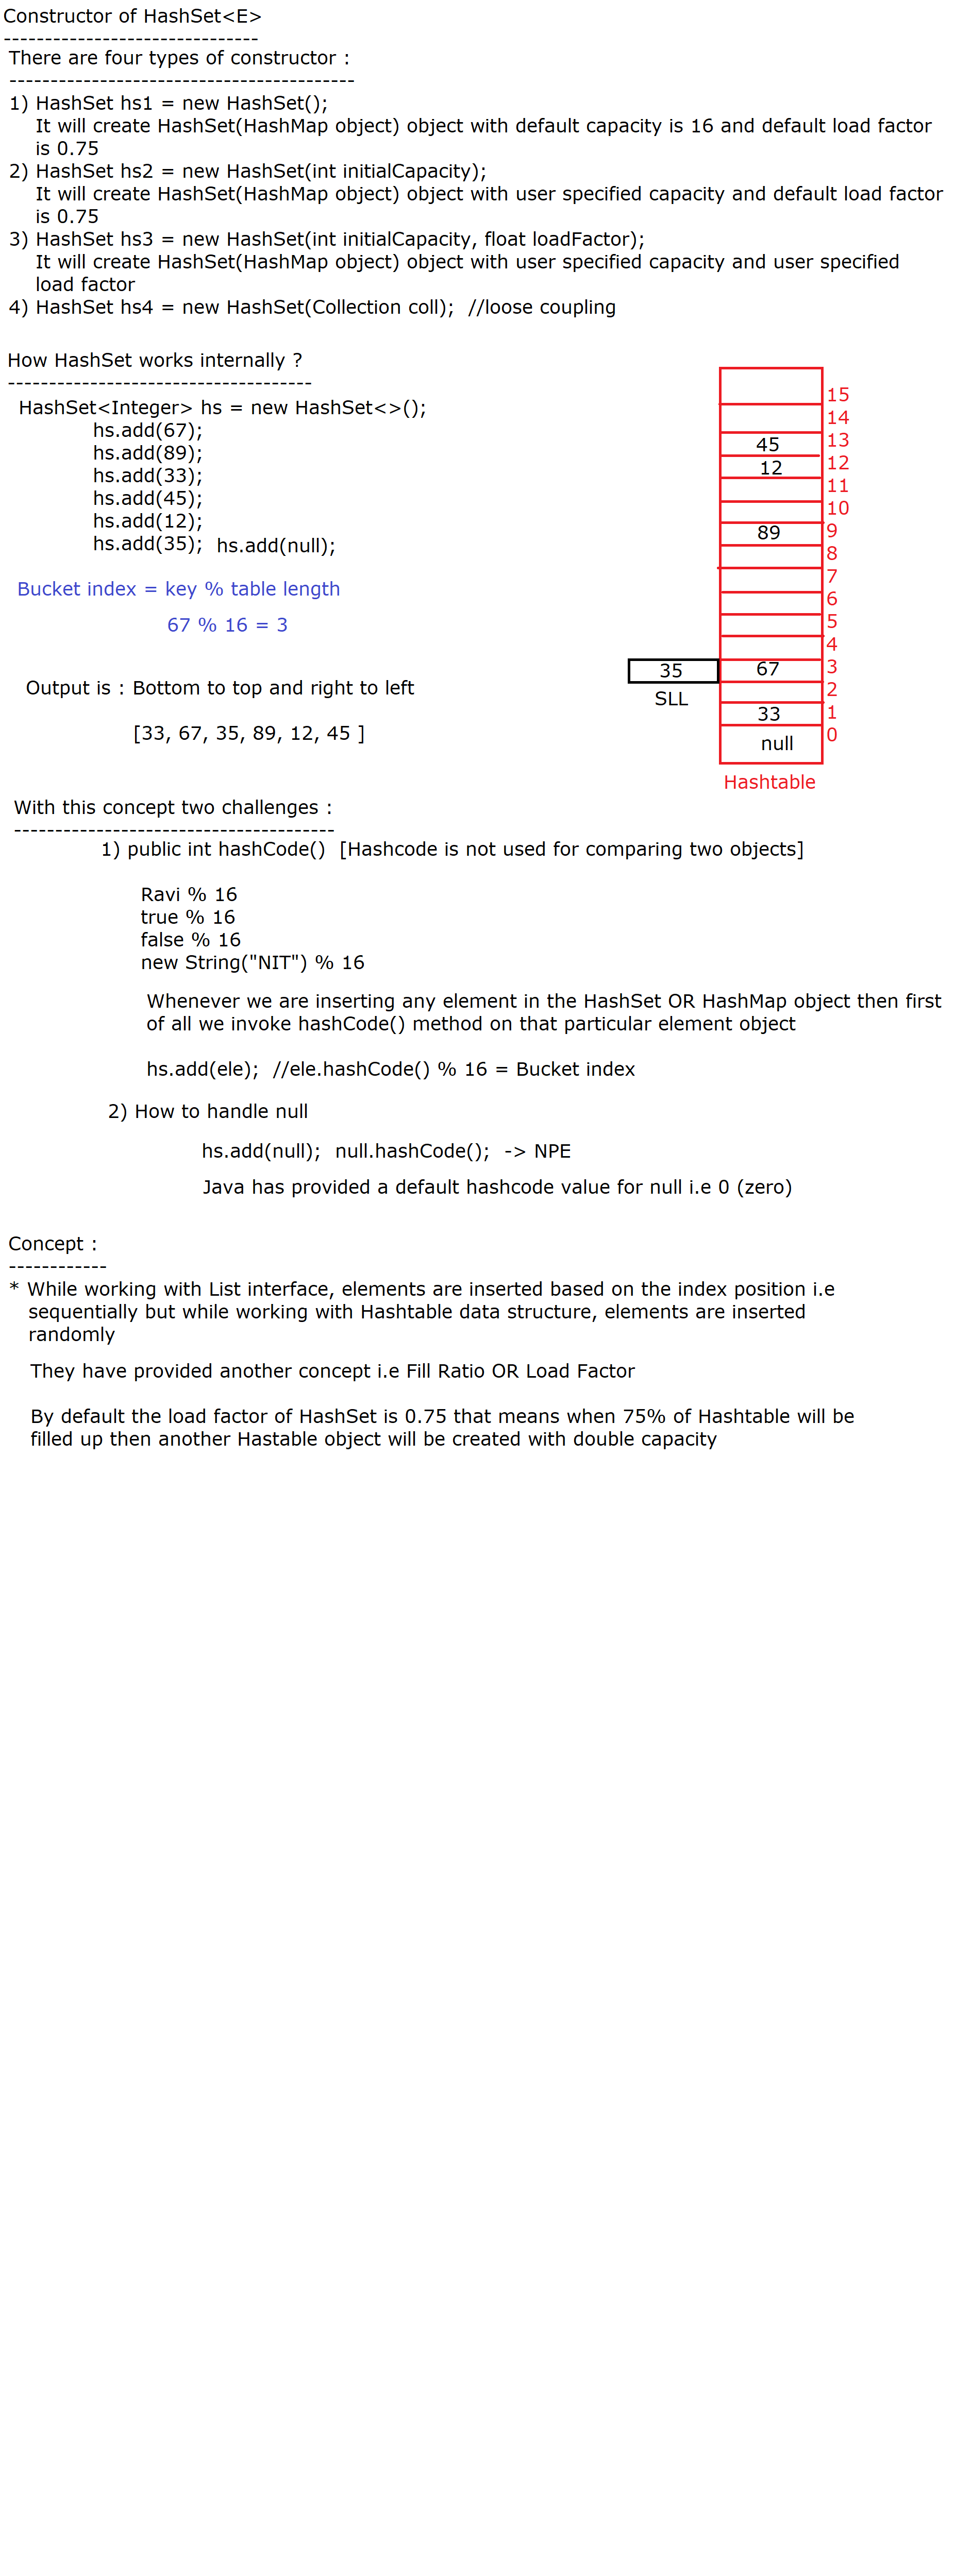 Constructor of HashSet<E>
-------------------------------
There are four types of constructor :
------------------------------------------
1) HashSet hs1 = new HashSet();
It will create HashSet(HashMap object) object with default capacity is 16 and default load factor
is 0.75
2) HashSet hs2 = new HashSet(int initialCapacity);
It will create HashSet(HashMap object) object with user specified capacity and default load factor
is 0.75
3) HashSet hs3 = new HashSet(int initialCapacity, float loadFactor);
It will create HashSet(HashMap object) object with user specified capacity and user specified
load factor
4) HashSet hs4 = new HashSet(Collection coll);  //loose coupling
How HashSet works internally ?
-------------------------------------
HashSet<Integer> hs = new HashSet<>();
hs.add(67);
hs.add(89);
hs.add(33);
hs.add(45);
hs.add(12);
hs.add(35);  hs.add(null);
Bucket index = key % table length
67 % 16 = 3
Output is : Bottom to top and right to left
[33, 67, 35, 89, 12, 45 ]
15
14
45 13
12 12
11
10
89 9
8
7
6
5
4
35 67 3
SLL 2
33 1
null 0
Hashtable
With this concept two challenges :
---------------------------------------
1) public int hashCode()  [Hashcode is not used for comparing two objects]
Ravi % 16
true % 16
false % 16
new String("NIT") % 16
Whenever we are inserting any element in the HashSet OR HashMap object then first
of all we invoke hashCode() method on that particular element object
hs.add(ele);  //ele.hashCode() % 16 = Bucket index
2) How to handle null
hs.add(null);  null.hashCode();  -> NPE
Java has provided a default hashcode value for null i.e 0 (zero)
Concept :
------------
* While working with List interface, elements are inserted based on the index position i.e
sequentially but while working with Hashtable data structure, elements are inserted
randomly
They have provided another concept i.e Fill Ratio OR Load Factor
By default the load factor of HashSet is 0.75 that means when 75% of Hashtable will be
filled up then another Hastable object will be created with double capacity